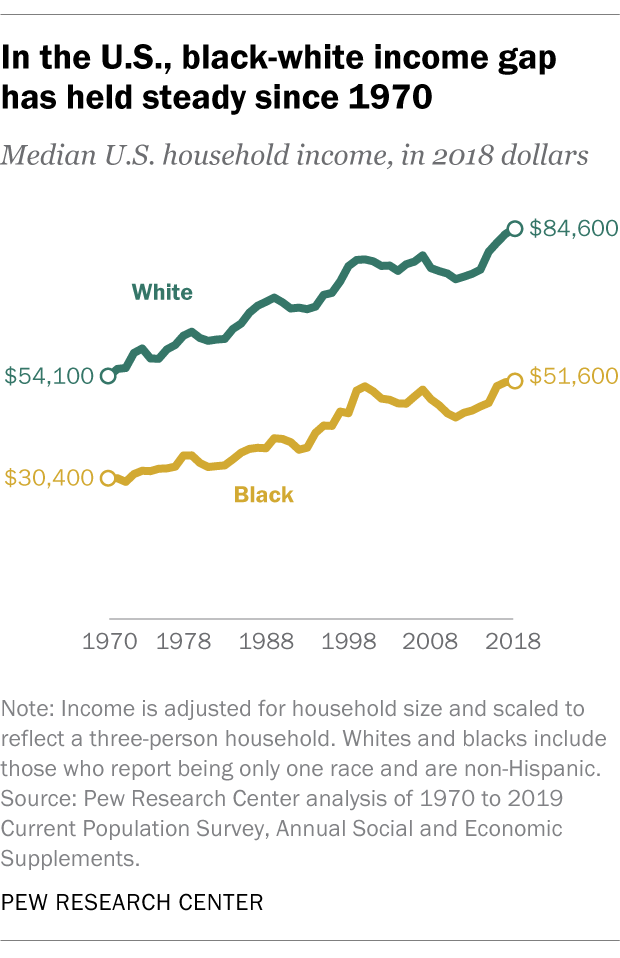 In the U.S., black-white income gap
has held steady since 1970
Median U.S. household income, in 2018 dollars
$84,600
White
$54,100
$51,600
$30,400
Black
1970 1978 1988 1998 2008 2018
Note: Income is adjusted for household size and scaled to
reflect a three-person household. Whites and blacks include
those who report being only one race and are non-Hispanic.
Source: Pew Research Center analysis of 1970 to 2019
Current Population Survey, Annual Social and Economic
Supplements.
PEW RESEARCH CENTER